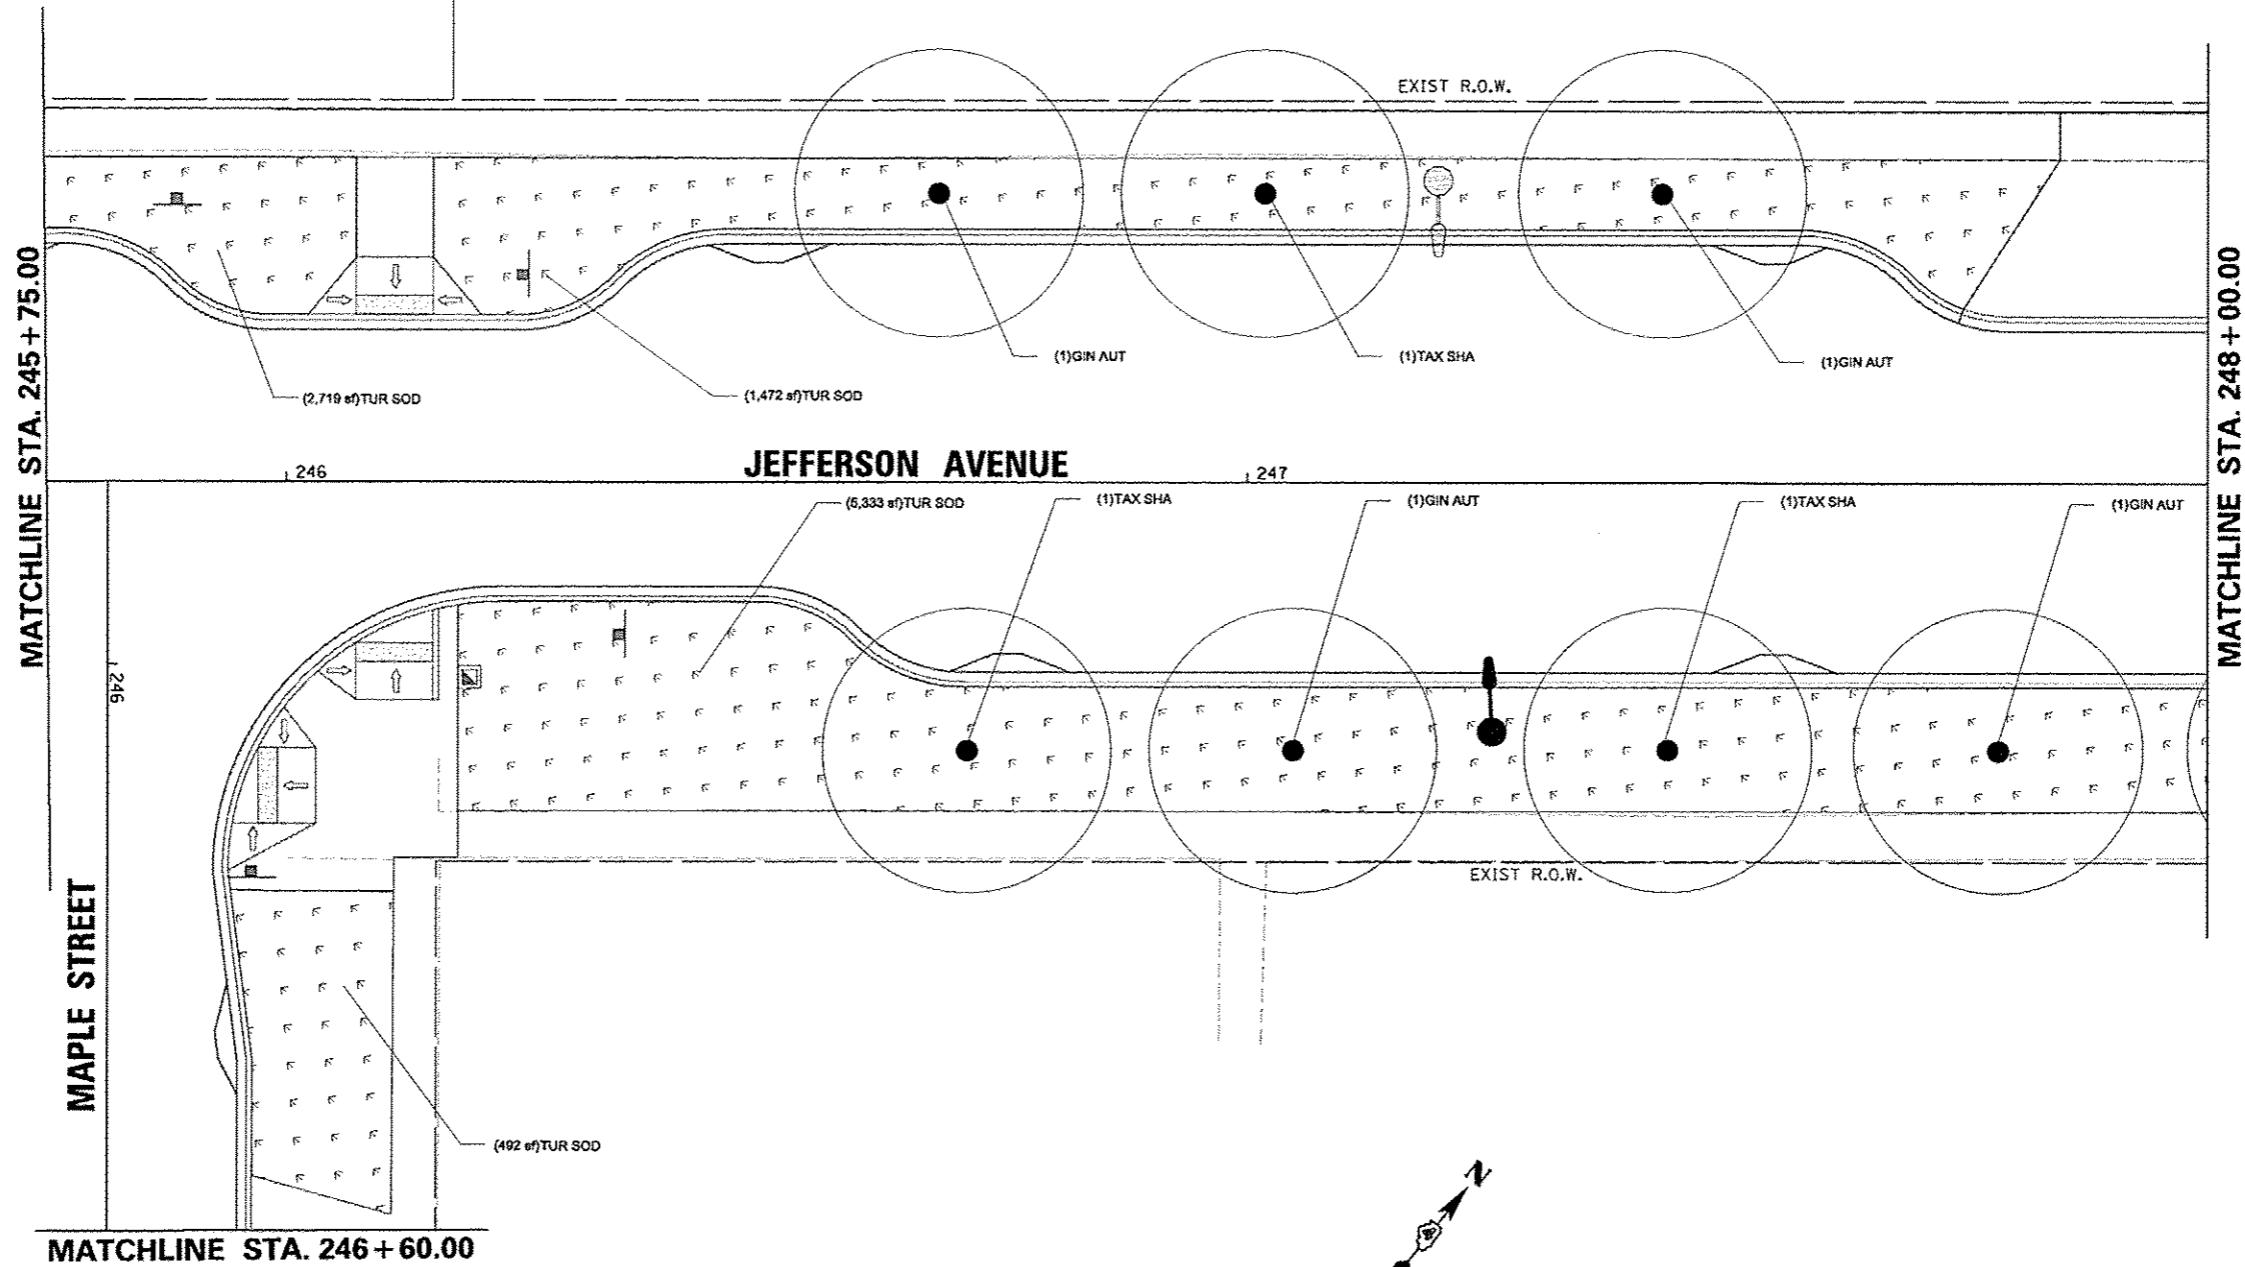 EXIST R.O.W.
MATCHLINE STA. 245+75.00
MATCHLINE STA. 248+00.00
(1)GIN AUT
(1)TAX SHA
(1)GIN AUT
(2,719 sf)TUR SOD
(1,472 sf)TUR SOD
JEFFERSON AVENUE
246
247
(5,333 sf)TUR SOD
(1)TAX SHA
(1)GIN AUT
(1)TAX SHA
(1)GIN AUT
246
EXIST R.O.W.
MAPLE STREET
(492 sf)TUR SOD
N
MATCHLINE STA. 246+60.00